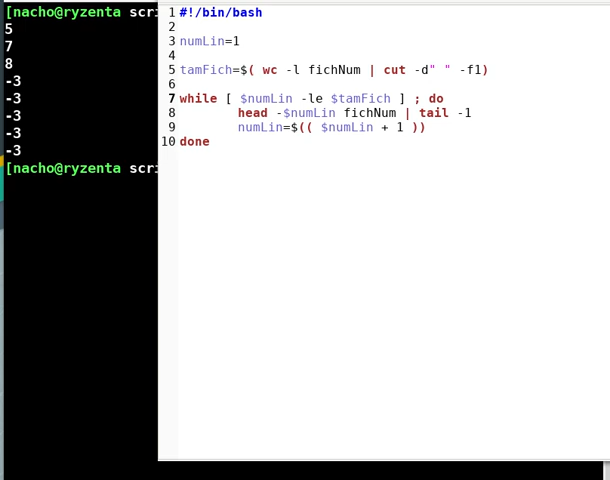 [nacho@ryzenta scri
5
7
8
-3
-3
-3
-3
-3
[nacho@ryzenta scri
1 #!/bin/bash
2
3 numLin=1
4
5 tamFich=$( wc -l fichNum | cut -d" " -f1)
6
7 while [ $numLin -le $tamFich ] ; do
8 head -$numLin fichNum | tail -1
9 numLin=$(( $numLin + 1 ))
10 done